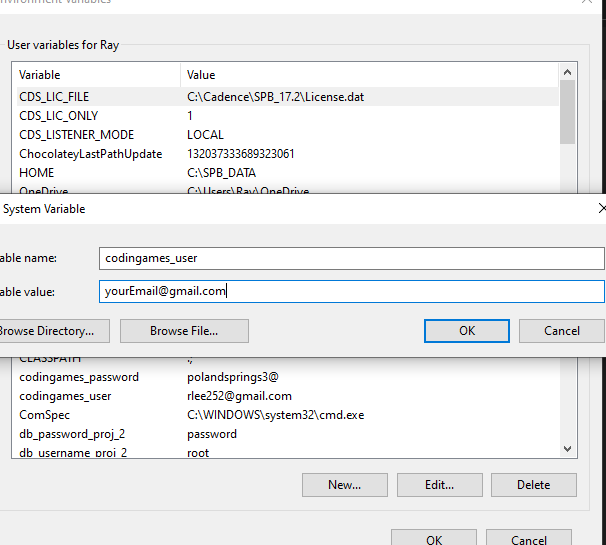 nvironment Variables
User variables for Ray
Variable Value
CDS_LIC_FILE C:\Cadence\SPB_17.2\License.dat
CDS_LIC_ONLY 1
CDS_LISTENER_MODE LOCAL
ChocolateyLastPathUpdate 132037333689323061
HOME C:\SPB_DATA
OneDrive C:\Users\Ray\OneDrive
System Variable
able name: codingames_user
able value: yourEmail@gmail.com
Browse Directory... Browse File... OK Cancel
CLASSPATH .;
codingames_password polandsprings3@
codingames_user rlee252@gmail.com
ComSpec C:\WINDOWS\system32\cmd.exe
db_password_proj_2 password
db_username_proj_2 root
New... Edit... Delete
OK Cancel